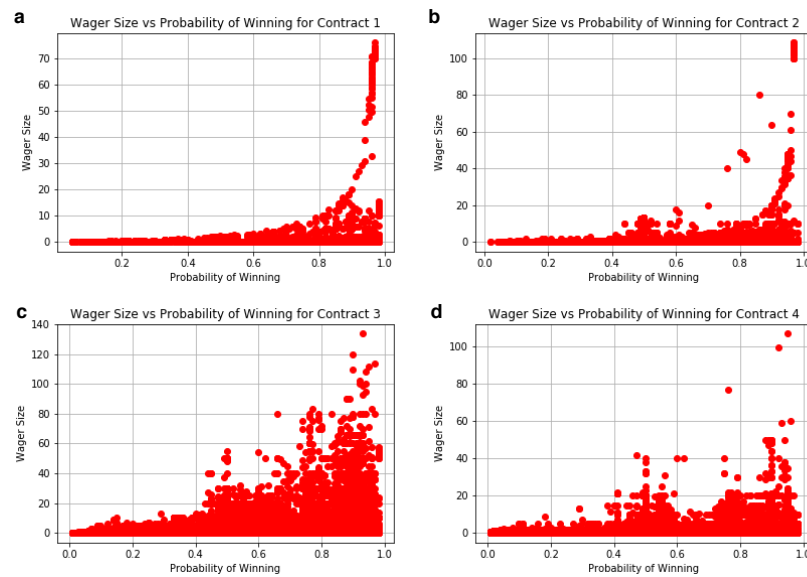 a
Wager Size vs Probability of Winning for Contract 1
70
60
50
40
30
20
10
0
Wager Size
0.2 0.4 0.6 0.8 1.0
Probability of Winning
b
Wager Size vs Probability of Winning for Contract 2
100
80
60
40
20
0
Wager Size
0.0 0.2 0.4 0.6 0.8 1.0
Probability of Winning
c
Wager Size vs Probability of Winning for Contract 3
140
120
100
80
60
40
20
0
Wager Size
0.0 0.2 0.4 0.6 0.8 1.0
Probability of Winning
d
Wager Size vs Probability of Winning for Contract 4
100
80
60
40
20
0
Wager Size
0.0 0.2 0.4 0.6 0.8 1.0
Probability of Winning